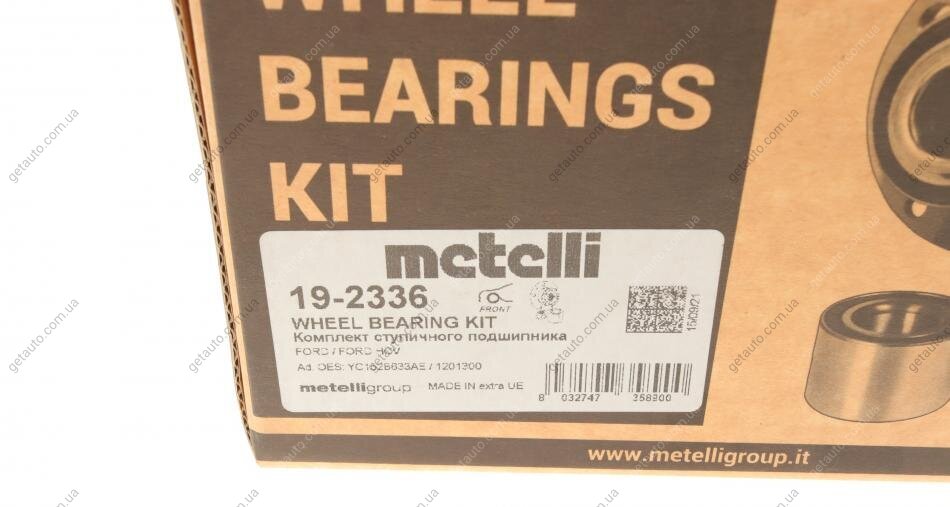 WHEEL
BEARINGS
KIT
metelli
19-2336
FRONT
15/09/21
WHEEL BEARING KIT
Комплект ступичного подшипника
FORD / FORD HCV
Ad. OES: / 1201300
metelligroup MADE IN extra UE
8 032747 358900
www.metelligroup.it
getauto.com.ua